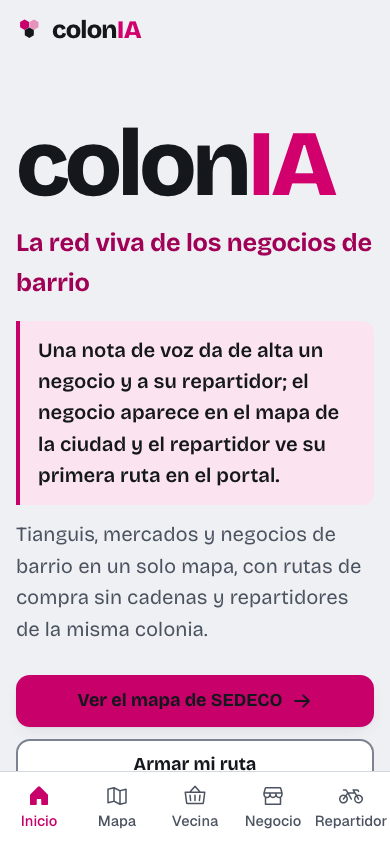 colonIA
colonIA
La red viva de los negocios de
barrio
Una nota de voz da de alta un
negocio y a su repartidor; el
negocio aparece en el mapa de
la ciudad y el repartidor ve su
primera ruta en el portal.
Tianguis, mercados y negocios de
barrio en un solo mapa, con rutas de
compra sin cadenas y repartidores
de la misma colonia.
Ver el mapa de SEDECO →
Armar mi ruta
Inicio Mapa Vecina Negocio Repartidor